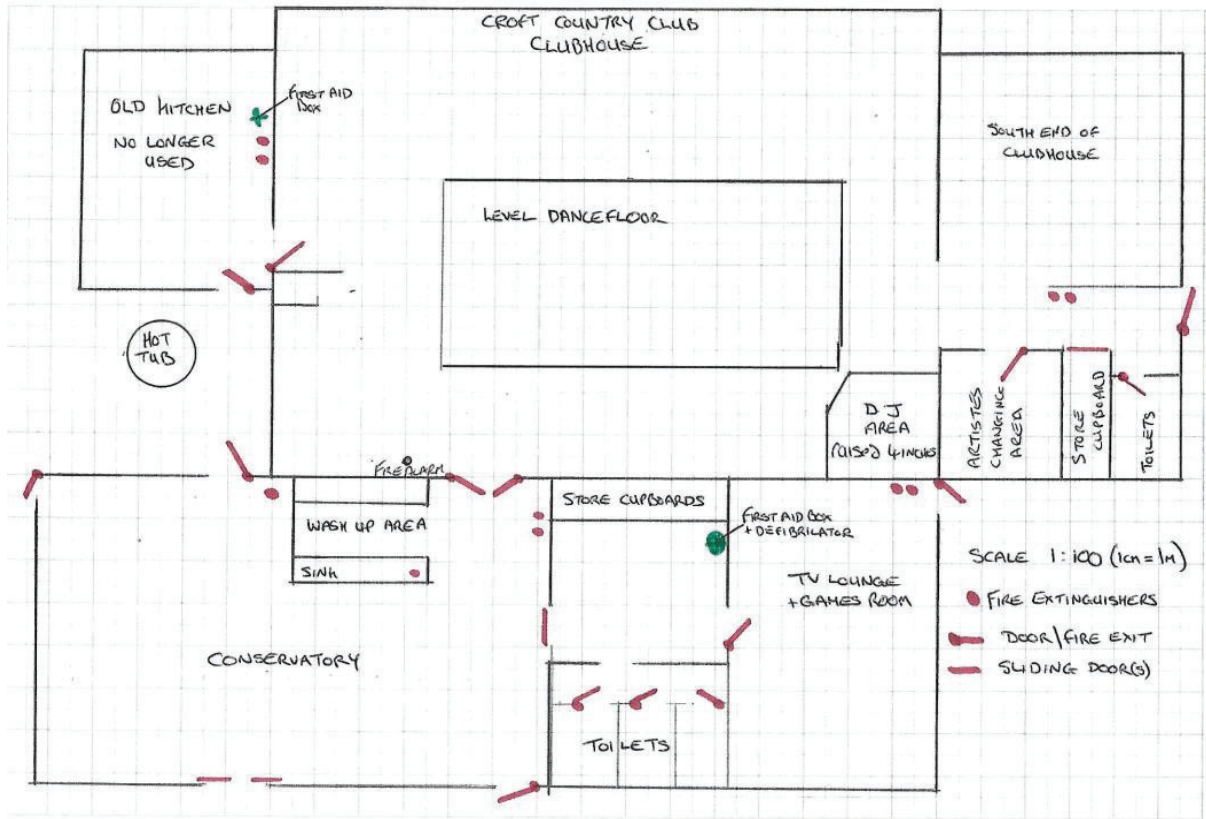 CROFT COUNTRY CLUB
CLUBHOUSE
OLD KITCHEN
NO LONGER
USED
FIRST AID
BOX
SOUTH END OF
CLUBHOUSE
LEVEL DANCEFLOOR
HOT
TUB
DJ
AREA
RAISED 4 INCHES
ARTISTES
CHANGING
AREA
STORE
CUPBOARD
TOILETS
FIRE ALARM
WASH UP AREA
SINK
STORE CUPBOARDS
FIRST AID BOX
+ DEFIBRILATOR
TV LOUNGE
+ GAMES ROOM
CONSERVATORY
TOILETS
SCALE 1:100 (1cm = 1M)
FIRE EXTINGUISHERS
DOOR/FIRE EXIT
SLIDING DOOR(S)